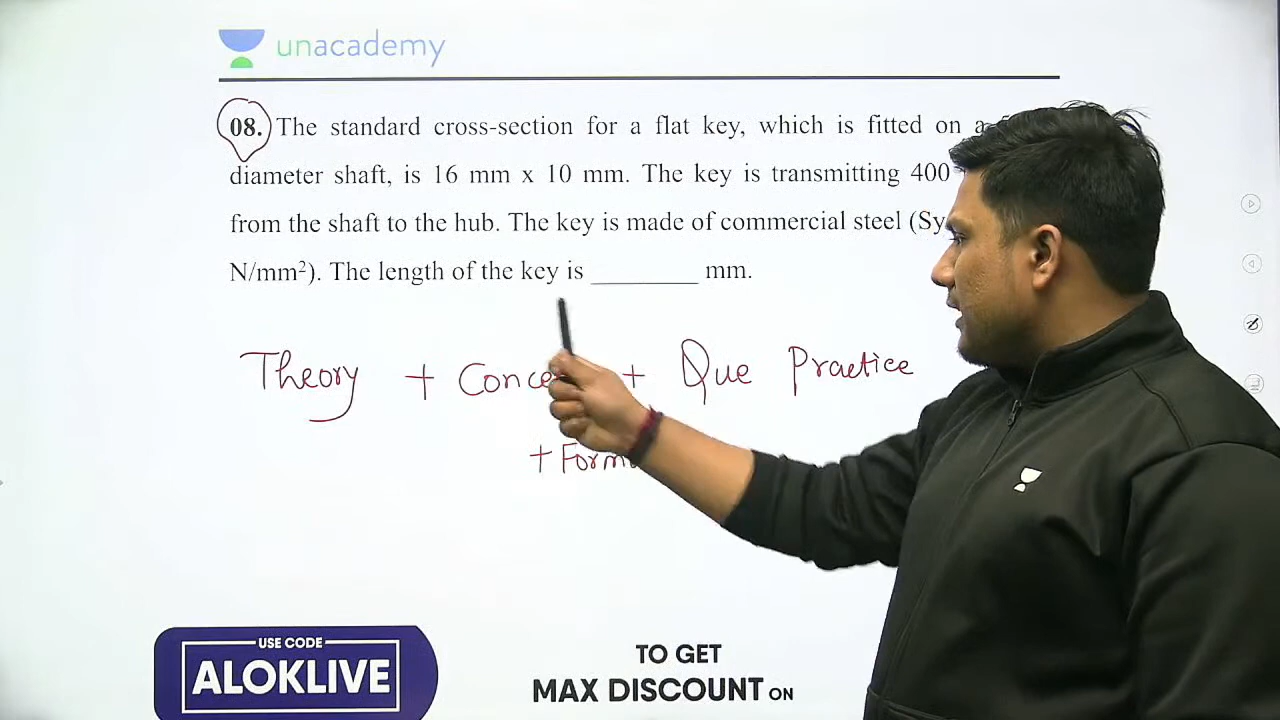 unacademy
08. The standard cross-section for a flat key, which is fitted on a
diameter shaft, is 16 mm x 10 mm. The key is transmitting 400
from the shaft to the hub. The key is made of commercial steel (Sy
N/mm²). The length of the key is ________ mm.
Theory + + Que Practice
+
USE CODE
ALOKLIVE
TO GET
MAX DISCOUNT ON